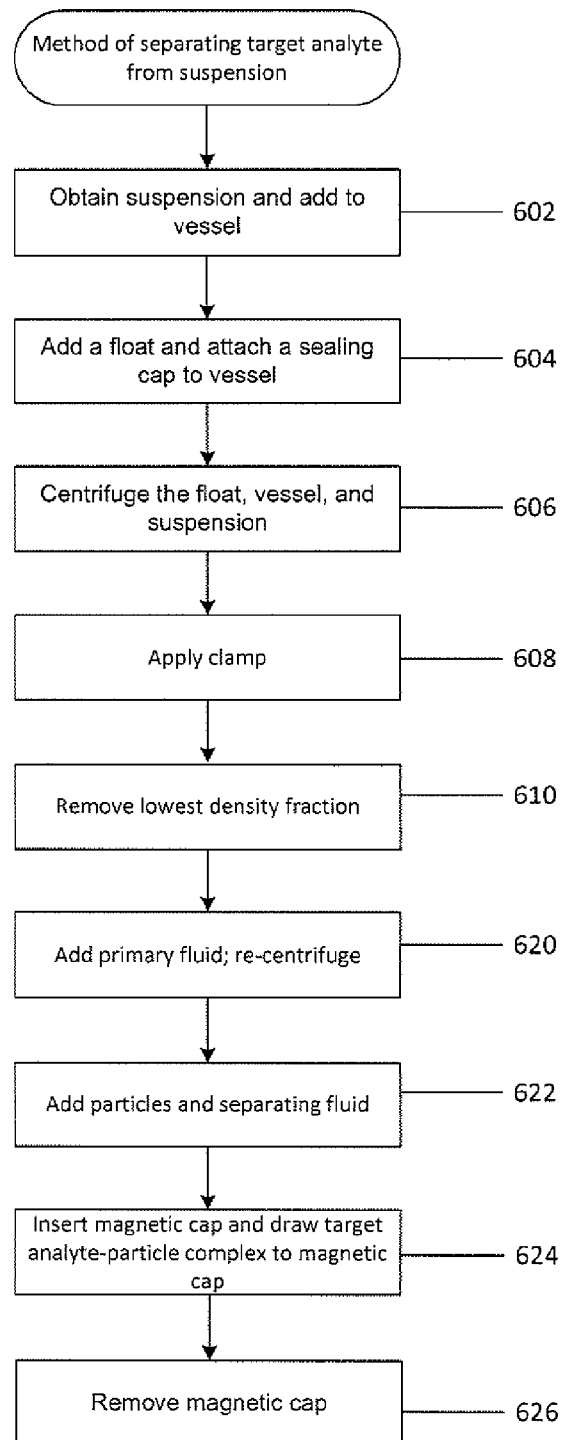 Method of separating target analyte
from suspension
Obtain suspension and add to
vessel
602
Add a float and attach a sealing
cap to vessel
604
Centrifuge the float, vessel, and
suspension
606
Apply clamp
608
Remove lowest density fraction
610
Add primary fluid; re-centrifuge
620
Add particles and separating fluid
622
Insert magnetic cap and draw target
analyte-particle complex to magnetic
cap
624
Remove magnetic cap
626